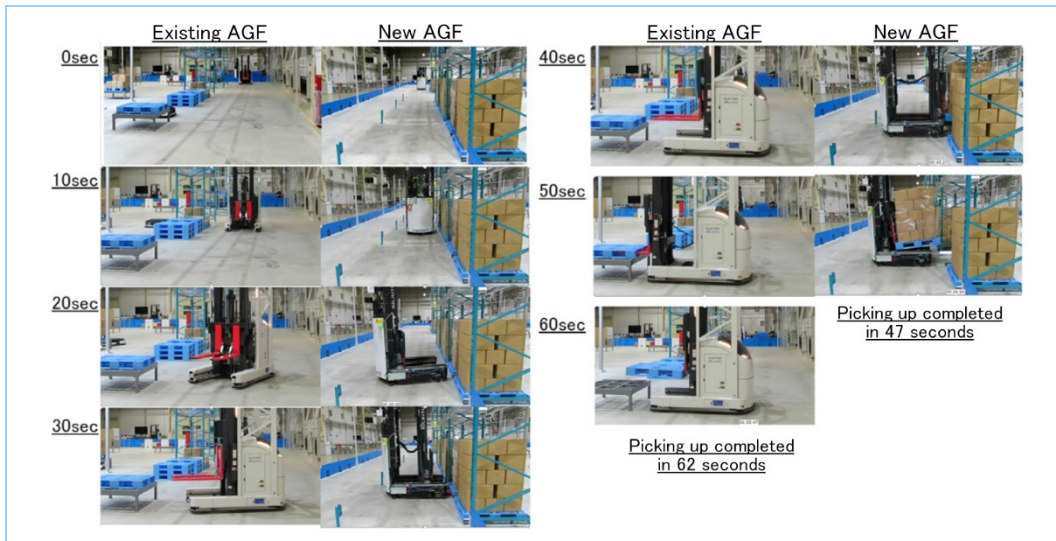 Existing AGF
New AGF
0sec
10sec
20sec
30sec
Existing AGF
New AGF
40sec
50sec
Picking up completed
in 47 seconds
60sec
Picking up completed
in 62 seconds